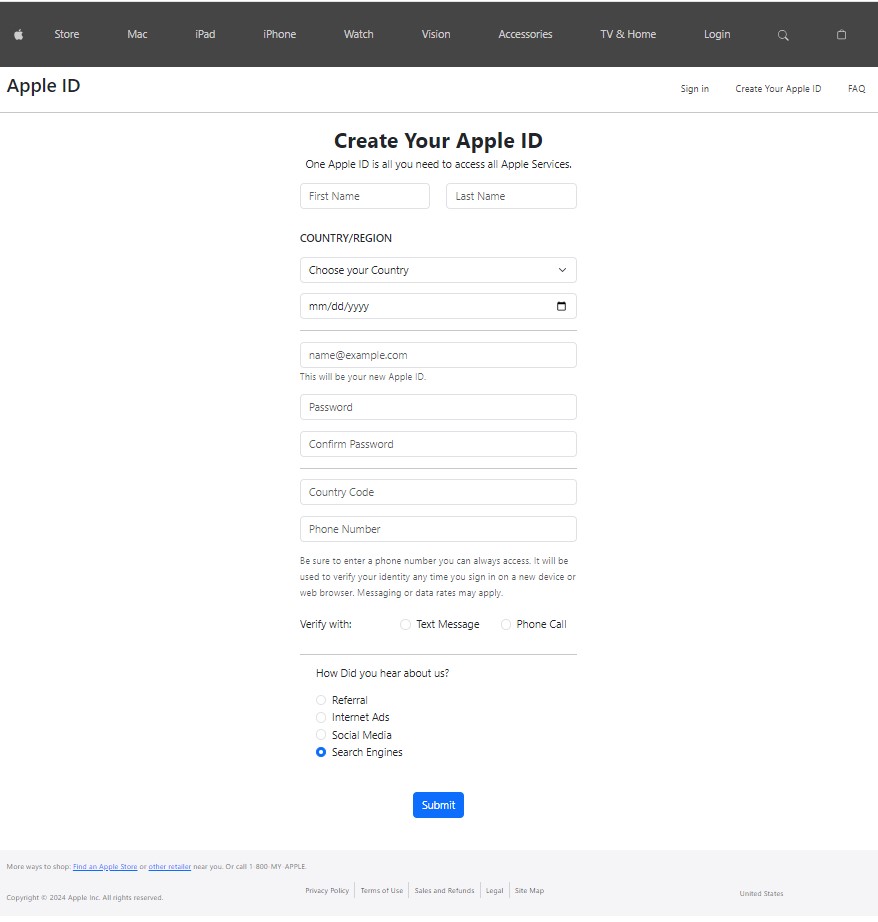 Store Mac iPad iPhone Watch Vision Accessories TV & Home Login
Apple ID
Sign in Create Your Apple ID FAQ
Create Your Apple ID
One Apple ID is all you need to access all Apple Services.
First Name Last Name
COUNTRY/REGION
Choose your Country
mm/dd/yyyy
name@example.com
This will be your new Apple ID.
Password
Confirm Password
Country Code
Phone Number
Be sure to enter a phone number you can always access. It will be
used to verify your identity any time you sign in on a new device or
web browser. Messaging or data rates may apply.
Verify with: Text Message Phone Call
How Did you hear about us?
Referral
Internet Ads
Social Media
Search Engines
Submit
More ways to shop: Find an Apple Store or other retailer near you. Or call 1-800-MY-APPLE.
Privacy Policy Terms of Use Sales and Refunds Legal Site Map
Copyright © 2024 Apple Inc. All rights reserved.
United States